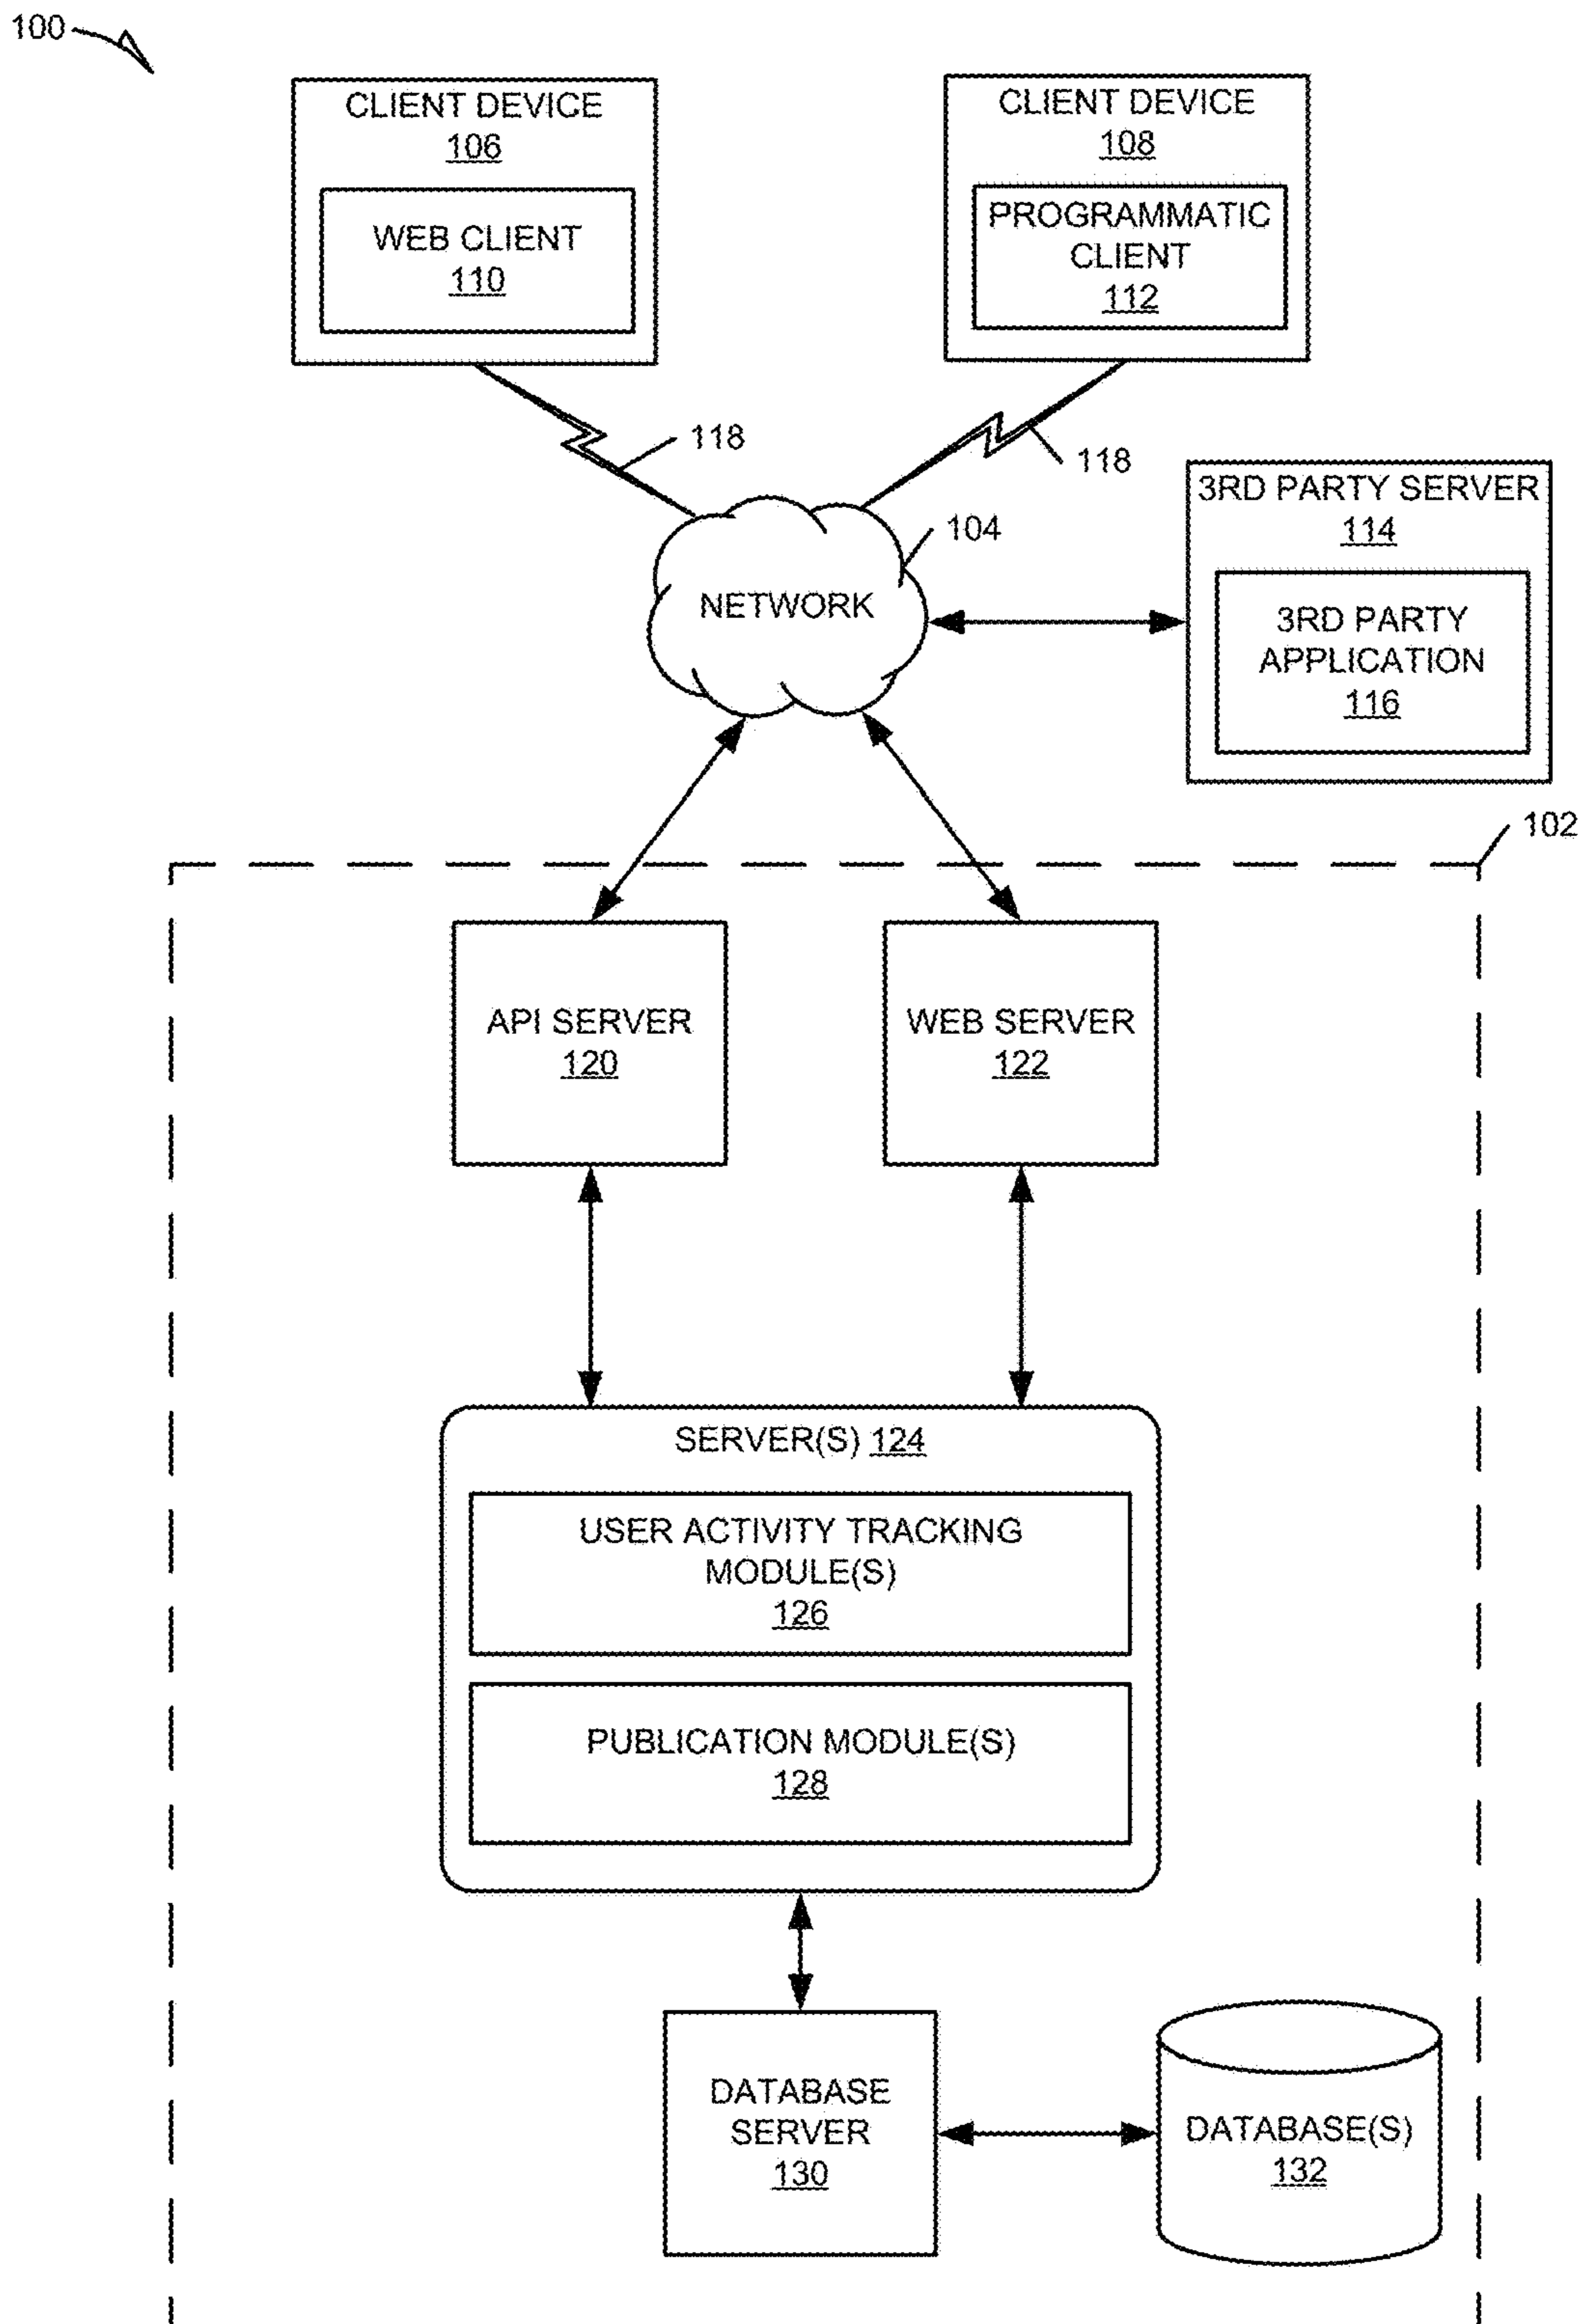 100
CLIENT DEVICE
106
WEB CLIENT
110
CLIENT DEVICE
108
PROGRAMMATIC
CLIENT
112
118
118
104
NETWORK
3RD PARTY SERVER
114
3RD PARTY
APPLICATION
116
102
API SERVER
120
WEB SERVER
122
SERVER(S) 124
USER ACTIVITY TRACKING
MODULE(S)
126
PUBLICATION MODULE(S)
128
DATABASE
SERVER
130
DATABASE(S)
132